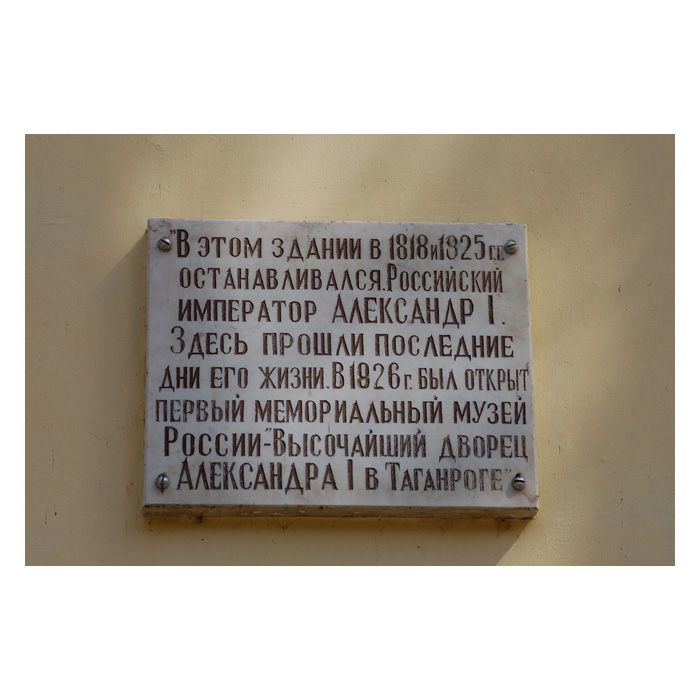 "В этом здании в 1818 и 1825 г.г.
останавливался. Российский
император Александр I.
Здесь прошли последние
дни его жизни. В 1926 г. был открыт
первый мемориальный музей
России-"Высочайший дворец
Александра I в Таганроге"